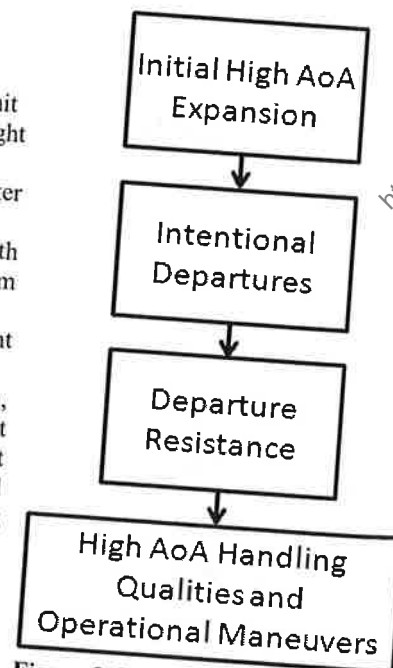 Initial High AoA
Expansion
Intentional
Departures
Departure
Resistance
High AoA Handling
Qualities and
Operational Maneuvers